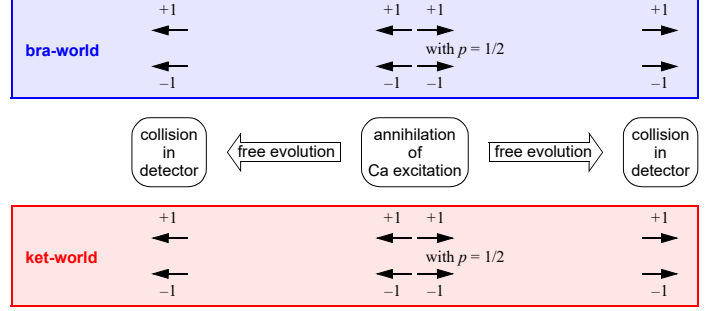 +1 +1 +1 +1
bra-world
with p = 1/2
−1 −1 −1 −1
collision
in
detector
free evolution
annihilation
of
Ca excitation
free evolution
collision
in
detector
+1 +1 +1 +1
ket-world
with p = 1/2
−1 −1 −1 −1